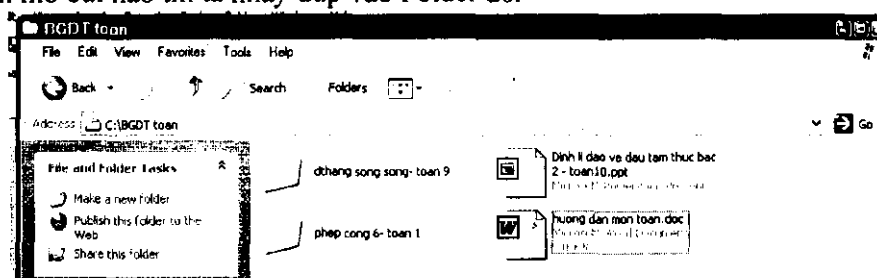 BGDT toan
File Edit View Favorites Tools Help
Back Search Folders
Address C:\BGDT toan Go
File and Folder Tasks
Make a new folder
Publish this folder to the
Web
Share this folder
dthang song song- toan 9
phep cong 6- toan 1
Dinh li dao ve dau tam thuc bac
2 - toan10.ppt
huong dan mon toan.doc